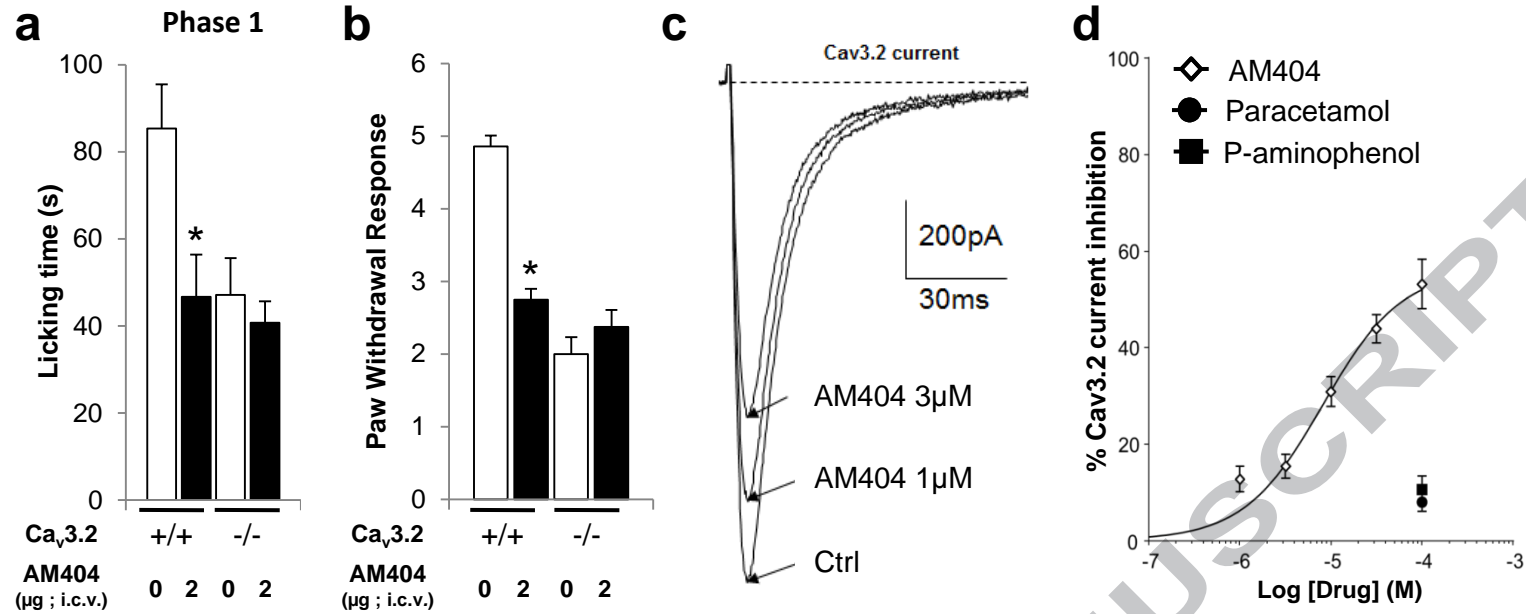 a
Phase 1
Licking time (s)
100
80
60
40
20
0
*
Cav3.2
+/+
-/-
AM404
(µg ; i.c.v.)
0 2 0 2
b
Paw Withdrawal Response
6
5
4
3
2
1
0
*
Cav3.2
+/+
-/-
AM404
(µg ; i.c.v.)
0 2 0 2
c
Cav3.2 current
200pA
30ms
AM404 3µM
AM404 1µM
Ctrl
d
% Cav3.2 current inhibition
100
80
60
40
20
0
AM404
Paracetamol
P-aminophenol
-7 -6 -5 -4 -3
Log [Drug] (M)
USCRIPT